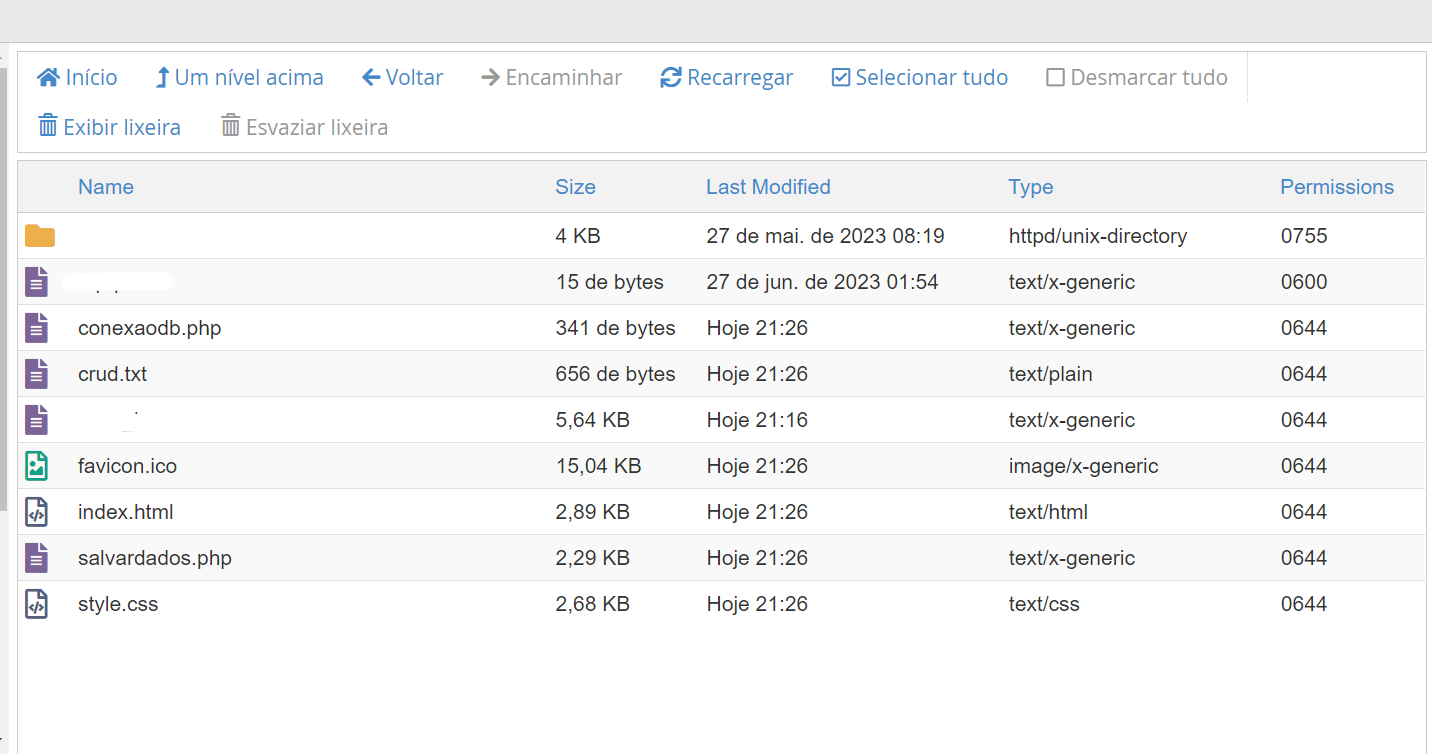 Início Um nível acima Voltar Encaminhar Recarregar Selecionar tudo Desmarcar tudo
Exibir lixeira Esvaziar lixeira
Name Size Last Modified Type Permissions
4 KB 27 de mai. de 2023 08:19 httpd/unix-directory 0755
15 de bytes 27 de jun. de 2023 01:54 text/x-generic 0600
conexaodb.php 341 de bytes Hoje 21:26 text/x-generic 0644
crud.txt 656 de bytes Hoje 21:26 text/plain 0644
5,64 KB Hoje 21:16 text/x-generic 0644
favicon.ico 15,04 KB Hoje 21:26 image/x-generic 0644
index.html 2,89 KB Hoje 21:26 text/html 0644
salvardados.php 2,29 KB Hoje 21:26 text/x-generic 0644
style.css 2,68 KB Hoje 21:26 text/css 0644